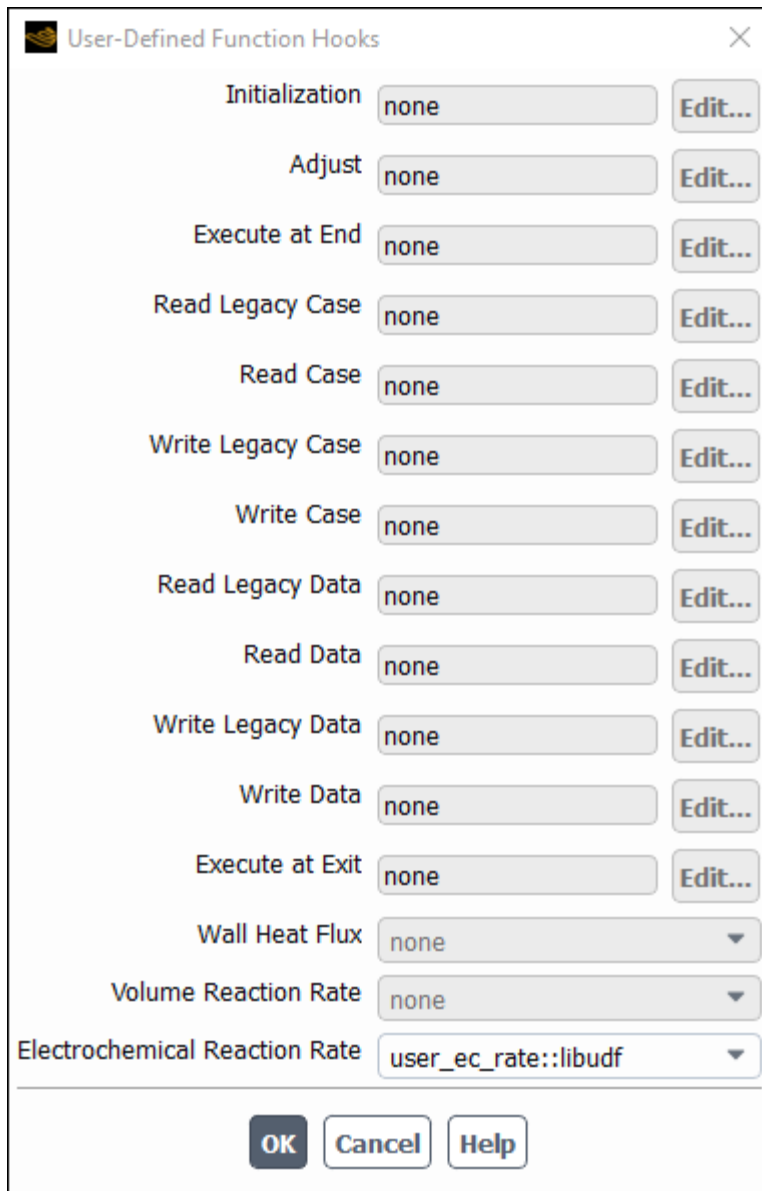 User-Defined Function Hooks
Initialization none Edit...
Adjust none Edit...
Execute at End none Edit...
Read Legacy Case none Edit...
Read Case none Edit...
Write Legacy Case none Edit...
Write Case none Edit...
Read Legacy Data none Edit...
Read Data none Edit...
Write Legacy Data none Edit...
Write Data none Edit...
Execute at Exit none Edit...
Wall Heat Flux none
Volume Reaction Rate none
Electrochemical Reaction Rate user_ec_rate::libudf
OK Cancel Help